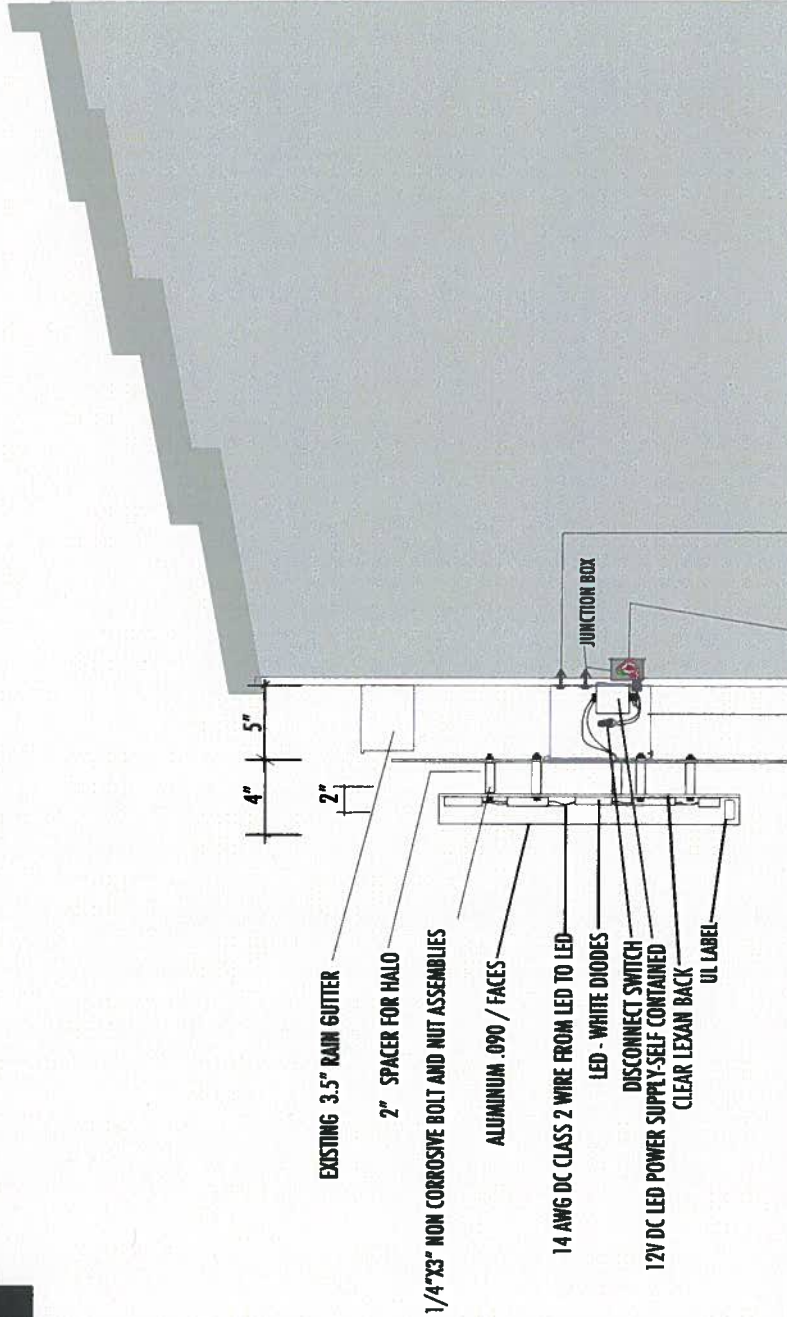 5"
4"
2"
JUNCTION BOX
EXISTING 3.5" RAIN GUTTER
2" SPACER FOR HALO
1/4"X3" NON CORROSIVE BOLT AND NUT ASSEMBLIES
ALUMINUM .090 / FACES
14 AWG DC CLASS 2 WIRE FROM LED TO LED
LED - WHITE DIODES
DISCONNECT SWITCH
12V DC LED POWER SUPPLY-SELF CONTAINED
CLEAR LEXAN BACK
UL LABEL